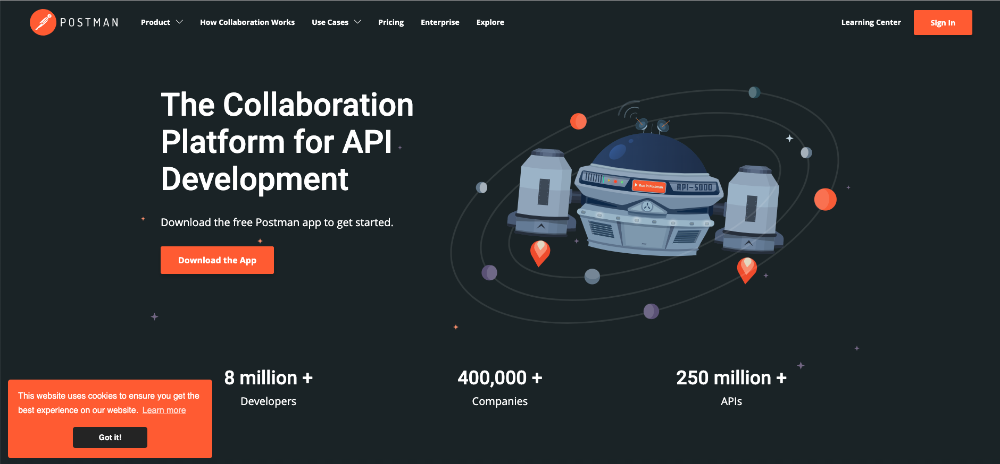 POSTMAN
Product
How Collaboration Works
Use Cases
Pricing
Enterprise
Explore
Learning Center
Sign In
The Collaboration
Platform for API
Development
Download the free Postman app to get started.
Download the App
Run in Postman
API-5000
8 million +
Developers
400,000 +
Companies
250 million +
APIs
This website uses cookies to ensure you get the
best experience on our website. Learn more
Got it!